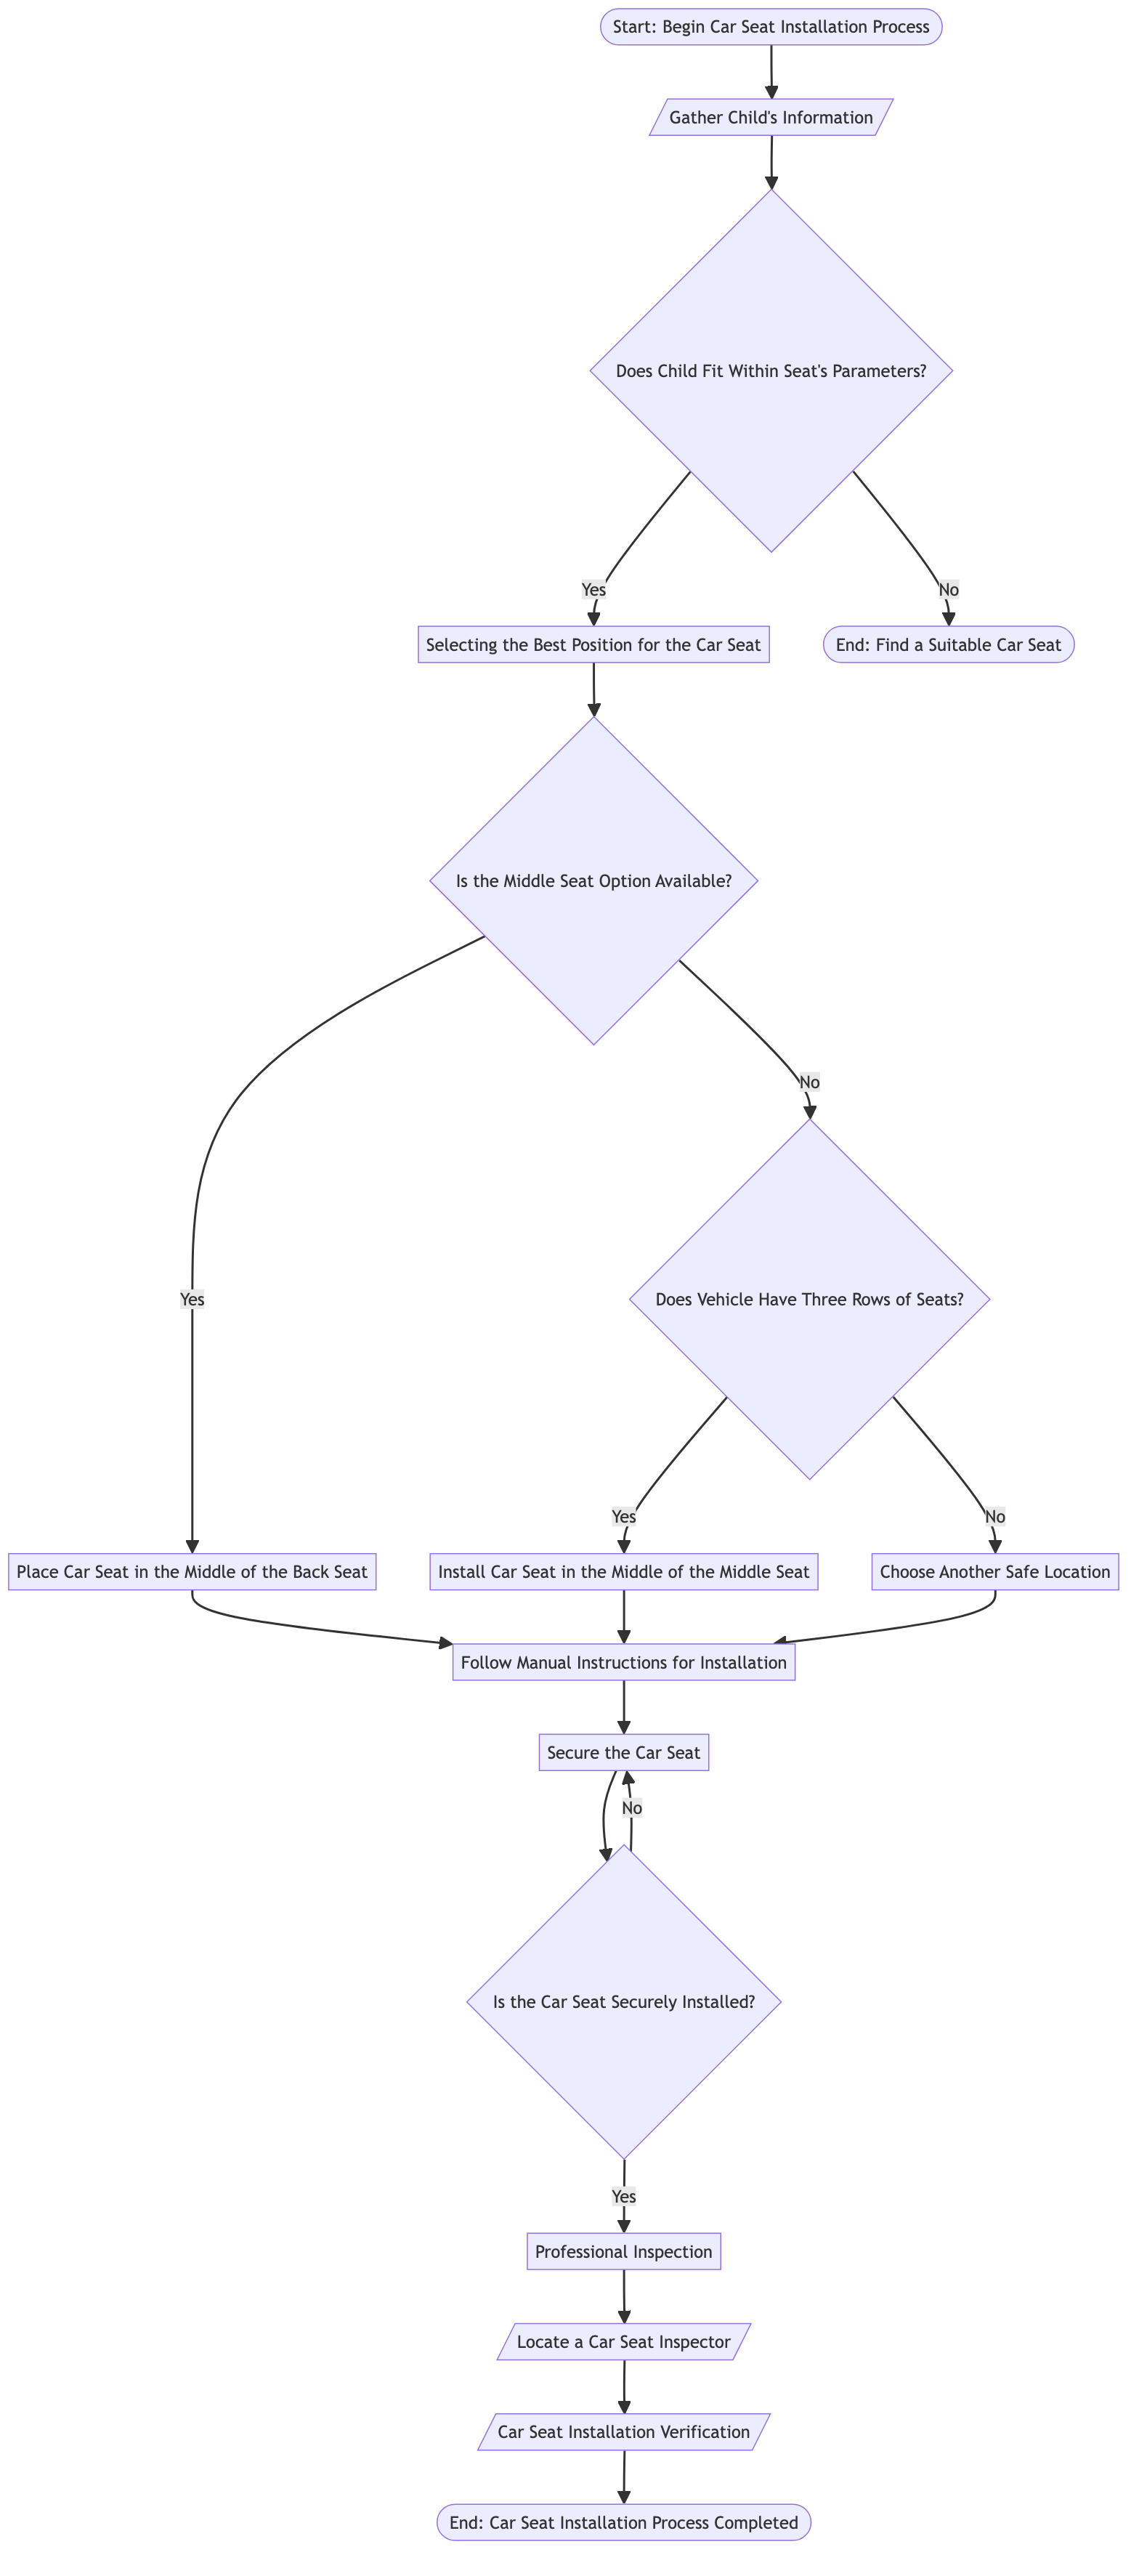 Start: Begin Car Seat Installation Process
Gather Child's Information
Does Child Fit Within Seat's Parameters?
Yes
No
Selecting the Best Position for the Car Seat
End: Find a Suitable Car Seat
Is the Middle Seat Option Available?
No
Yes
Does Vehicle Have Three Rows of Seats?
Yes
No
Place Car Seat in the Middle of the Back Seat
Install Car Seat in the Middle of the Middle Seat
Choose Another Safe Location
Follow Manual Instructions for Installation
Secure the Car Seat
No
Is the Car Seat Securely Installed?
Yes
Professional Inspection
Locate a Car Seat Inspector
Car Seat Installation Verification
End: Car Seat Installation Process Completed